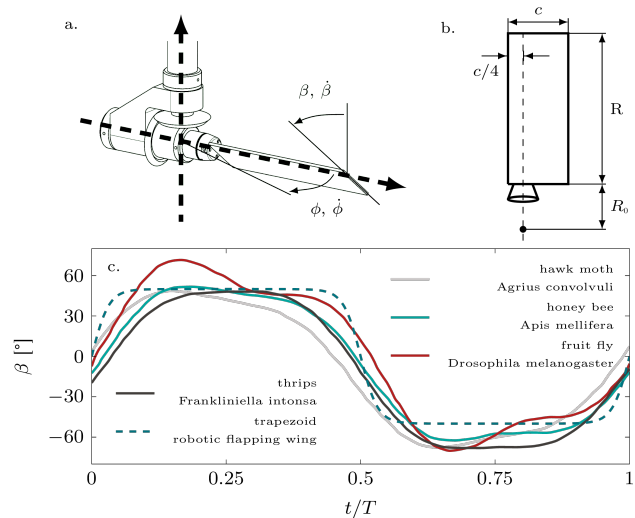 a.
β, β̇
ϕ, ϕ̇
b.
c
c/4
R
R₀
c.
60
30
0
−30
−60
β [°]
hawk moth
Agrius convolvuli
honey bee
Apis mellifera
fruit fly
Drosophila melanogaster
thrips
Frankliniella intonsa
trapezoid
robotic flapping wing
0
0.25
0.5
0.75
1
t/T